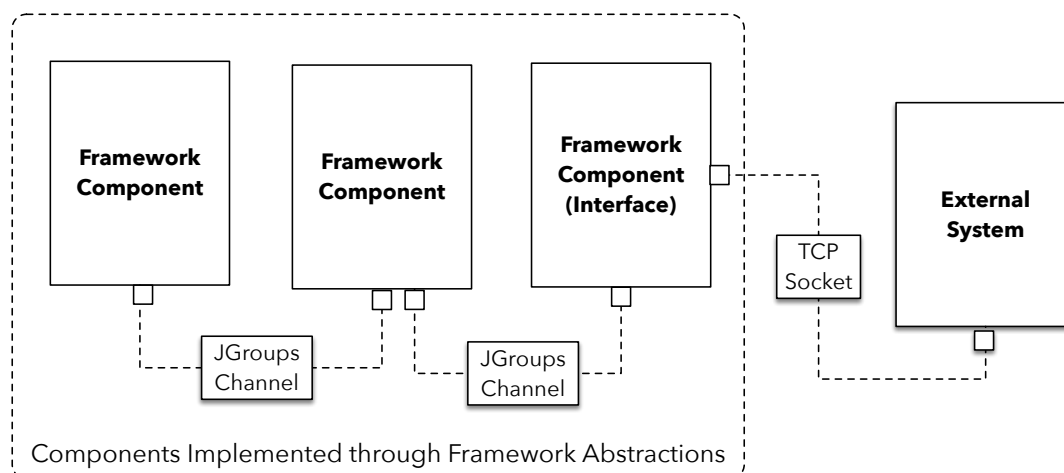 Framework
Component
Framework
Component
Framework
Component
(Interface)
External
System
TCP
Socket
JGroups
Channel
JGroups
Channel
Components Implemented through Framework Abstractions